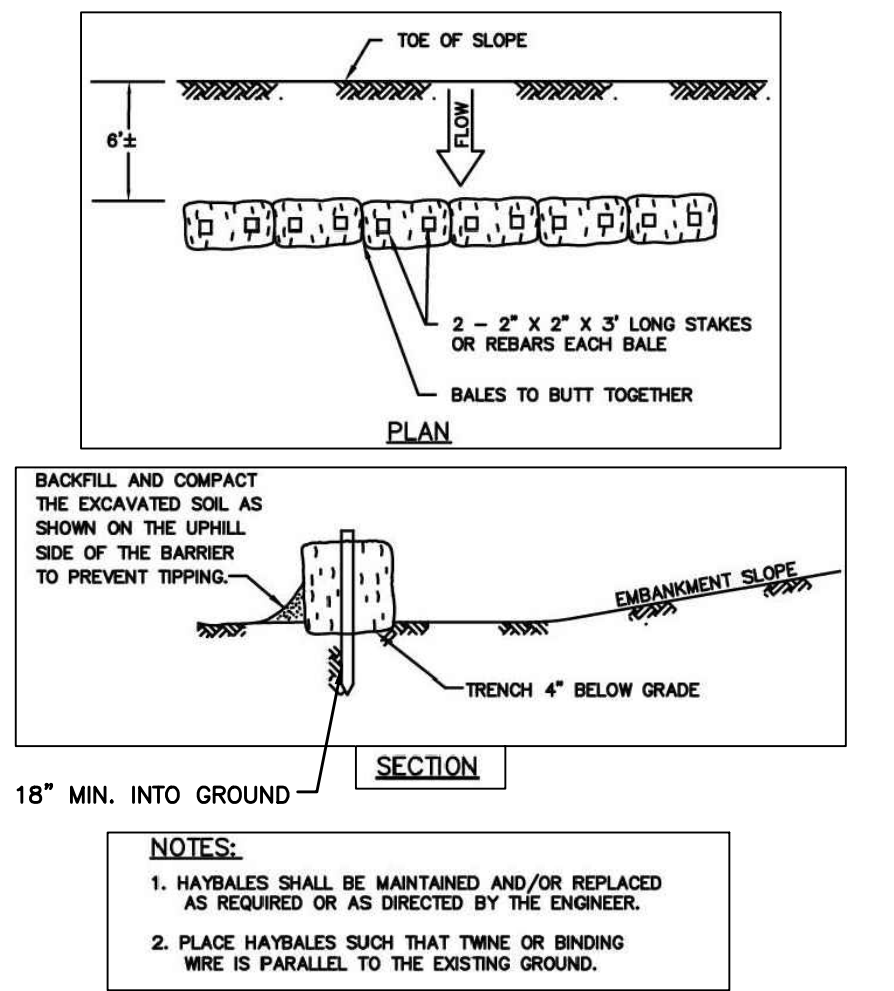 TOE OF SLOPE
6'±
FLOW
2 - 2" X 2" X 3' LONG STAKES
OR REBARS EACH BALE
BALES TO BUTT TOGETHER
PLAN
BACKFILL AND COMPACT
THE EXCAVATED SOIL AS
SHOWN ON THE UPHILL
SIDE OF THE BARRIER
TO PREVENT TIPPING.
EMBANKMENT SLOPE
TRENCH 4" BELOW GRADE
SECTION
18" MIN. INTO GROUND
NOTES:
1. HAYBALES SHALL BE MAINTAINED AND/OR REPLACED
AS REQUIRED OR AS DIRECTED BY THE ENGINEER.
2. PLACE HAYBALES SUCH THAT TWINE OR BINDING
WIRE IS PARALLEL TO THE EXISTING GROUND.